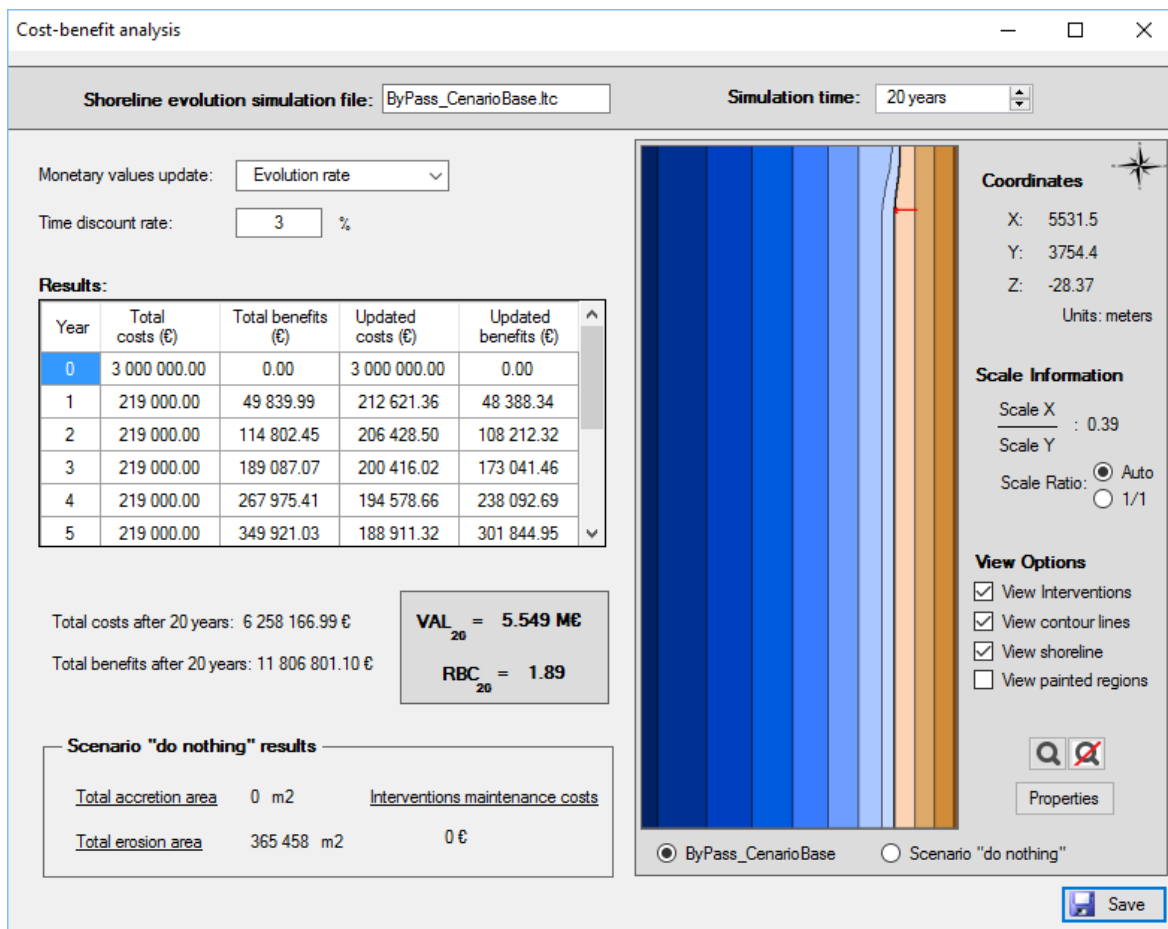 Cost-benefit analysis
Shoreline evolution simulation file: ByPass_CenarioBase.ltc
Simulation time: 20 years
Monetary values update: Evolution rate
Time discount rate: 3 %
Results:
Year Total costs (€) Total benefits (€) Updated costs (€) Updated benefits (€)
0 3 000 000.00 0.00 3 000 000.00 0.00
1 219 000.00 49 839.99 212 621.36 48 388.34
2 219 000.00 114 802.45 206 428.50 108 212.32
3 219 000.00 189 087.07 200 416.02 173 041.46
4 219 000.00 267 975.41 194 578.66 238 092.69
5 219 000.00 349 921.03 188 911.32 301 844.95
Total costs after 20 years: 6 258 166.99 €
Total benefits after 20 years: 11 806 801.10 €
VAL20 = 5.549 M€
RBC20 = 1.89
Scenario "do nothing" results
Total accretion area 0 m2
Interventions maintenance costs
Total erosion area 365 458 m2
0 €
Coordinates
X: 5531.5
Y: 3754.4
Z: -28.37
Units: meters
Scale Information
Scale X
Scale Y
: 0.39
Scale Ratio: Auto
1/1
View Options
View Interventions
View contour lines
View shoreline
View painted regions
Properties
ByPass_CenarioBase
Scenario "do nothing"
Save